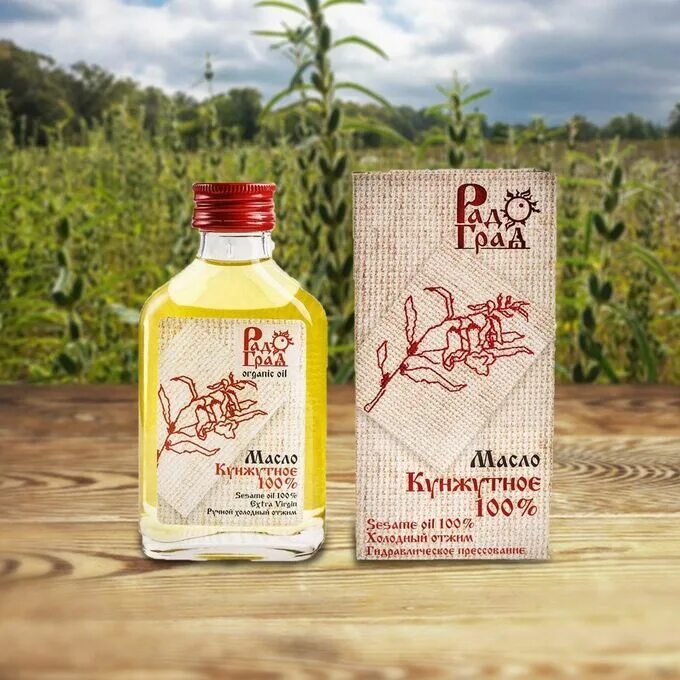 Радо
Град
organic oil
Масло
Кунжутное
100%
Sesame oil 100%
Extra Virgin
Ручной холодный отжим
Радо
Град
Масло
Кунжутное
100%
Sesame oil 100%
Холодный отжим
Гидравлическое прессование